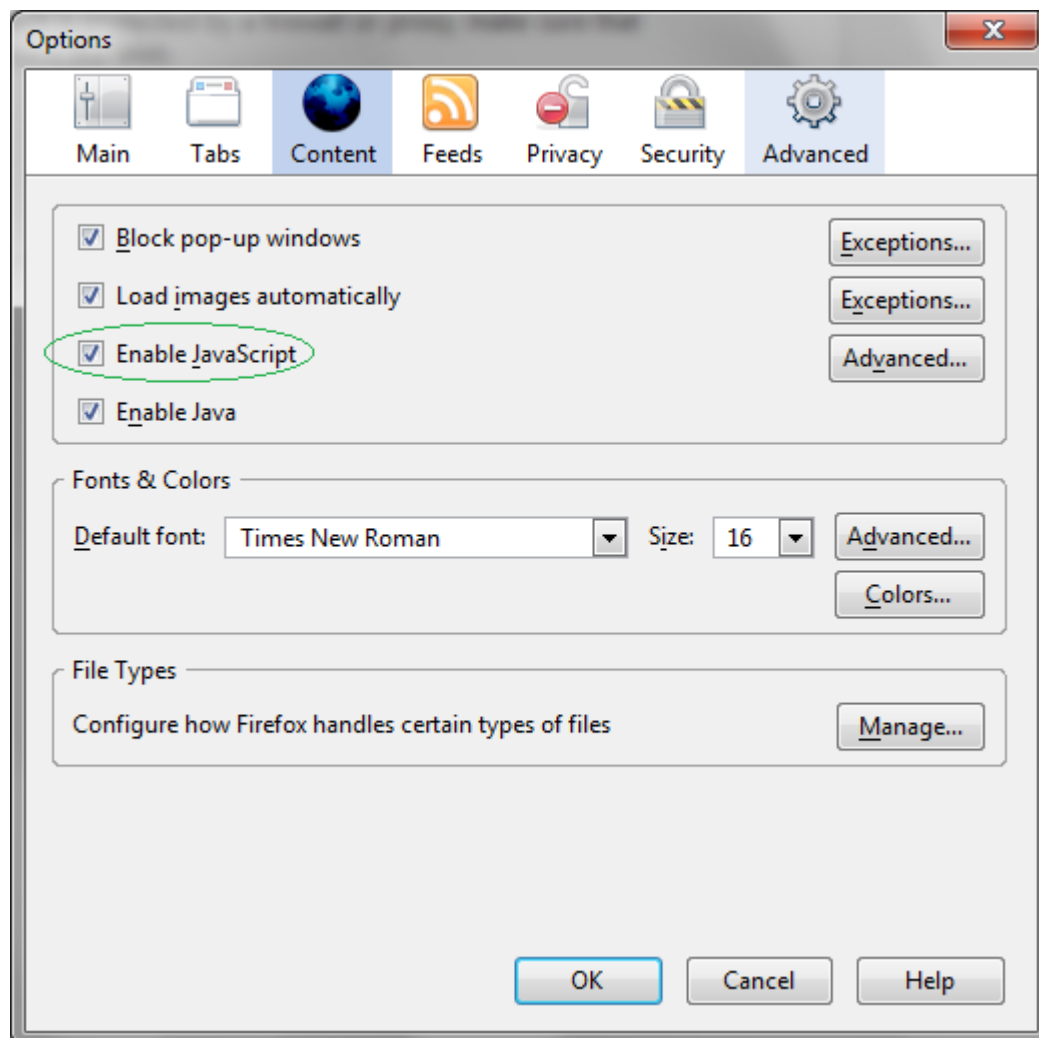 Options
Main Tabs Content Feeds Privacy Security Advanced
Block pop-up windows Exceptions...
Load images automatically Exceptions...
Enable JavaScript Advanced...
Enable Java
Fonts & Colors
Default font: Times New Roman Size: 16 Advanced...
Colors...
File Types
Configure how Firefox handles certain types of files Manage...
OK Cancel Help